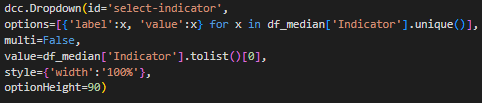 dcc.Dropdown(id='select-indicator',
options=[{'label':x, 'value':x} for x in df_median['Indicator'].unique()],
multi=False,
value=df_median['Indicator'].tolist()[0],
style={'width':'100%'},
optionHeight=90)